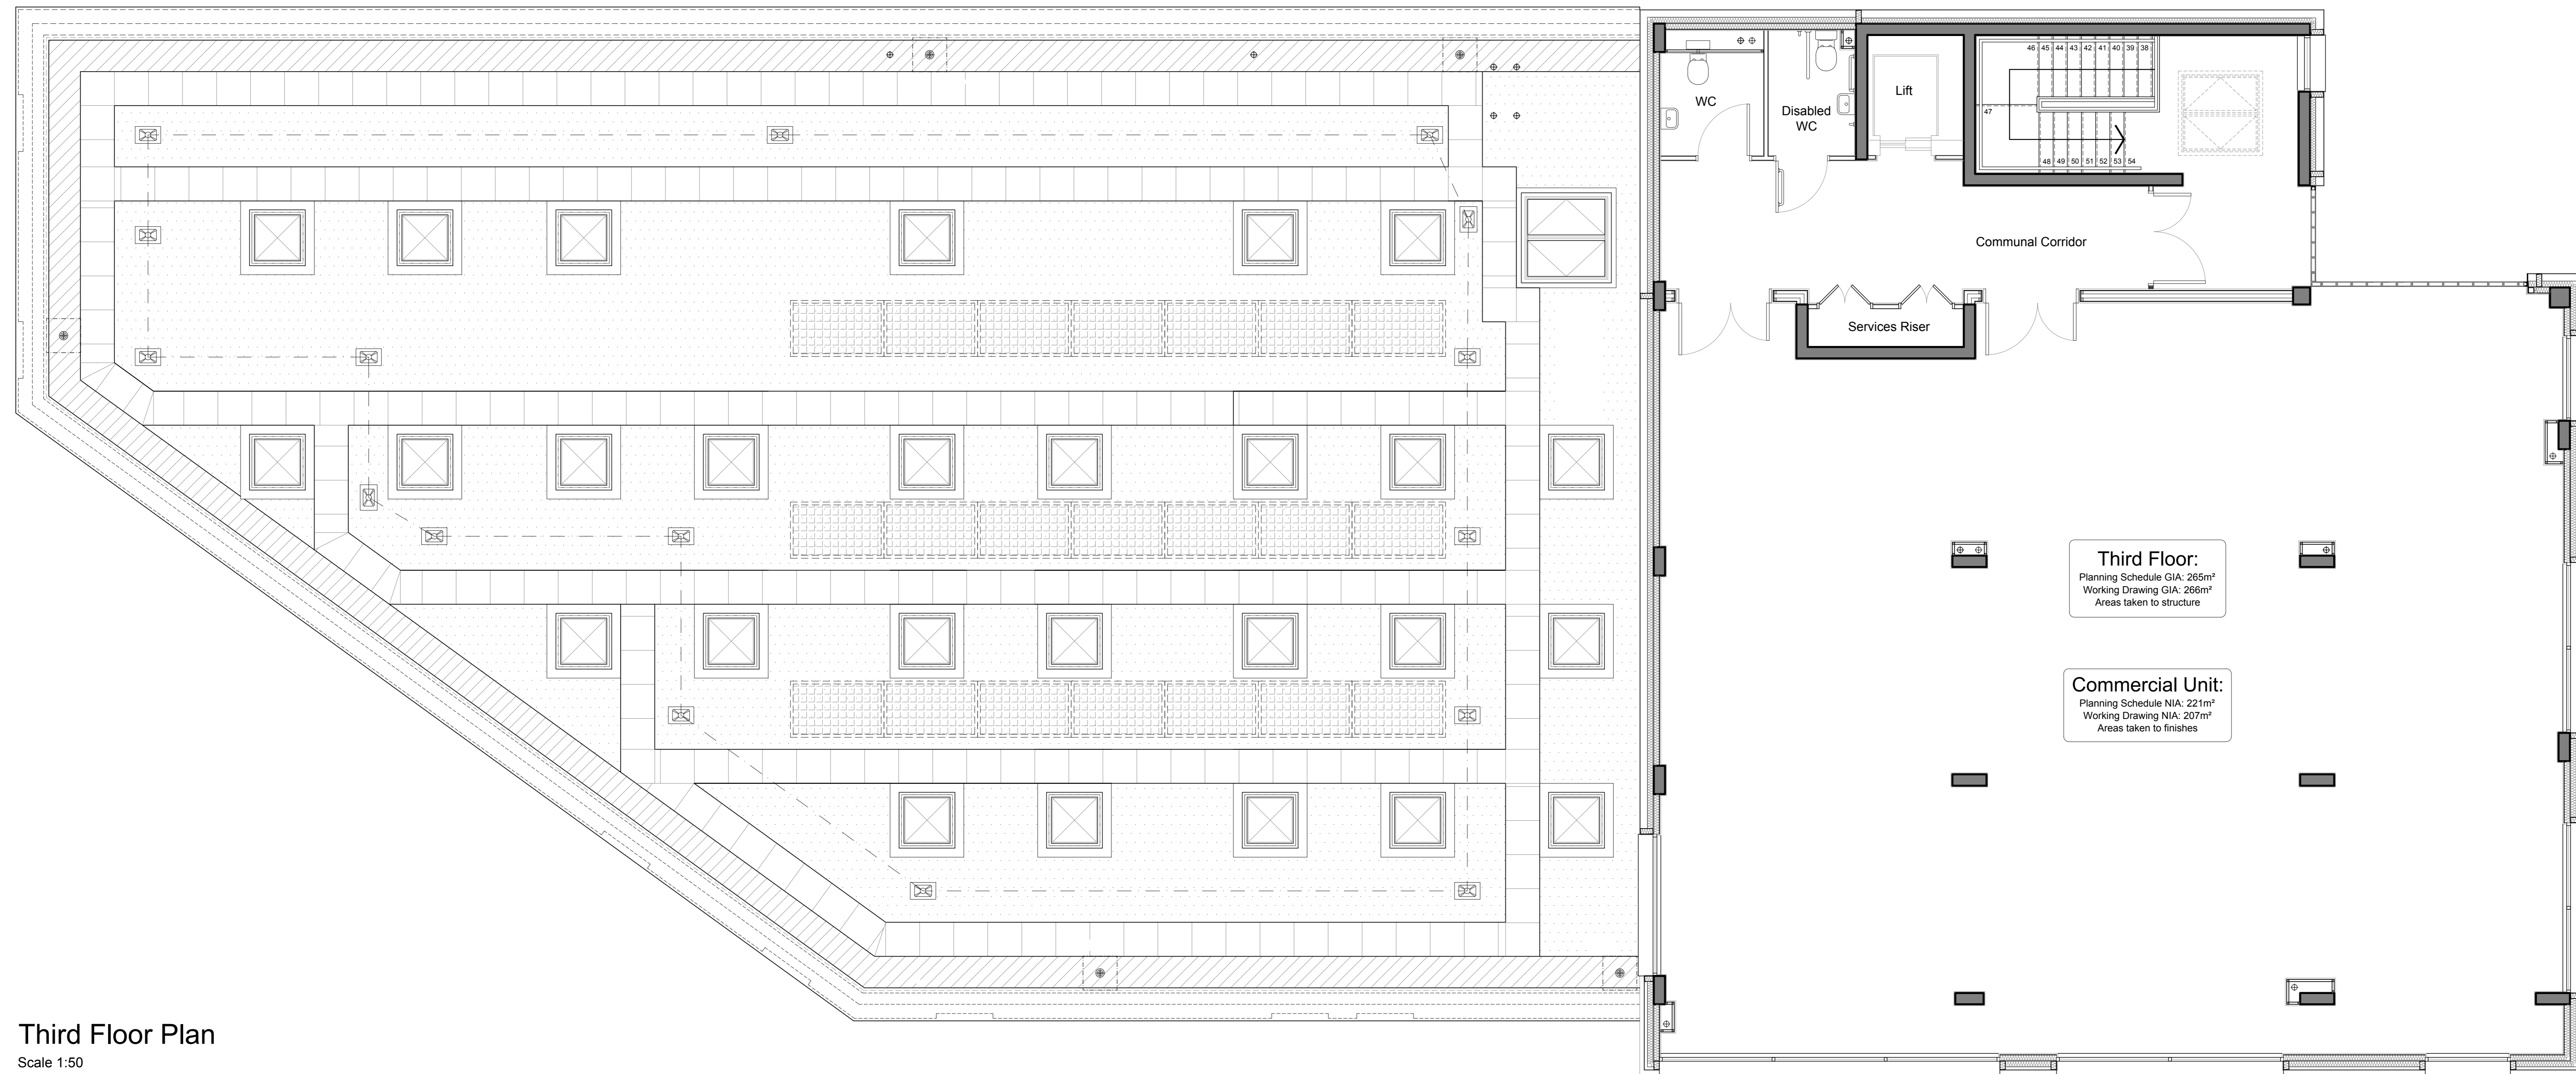 46 45 44 43 42 41 40 39 38
Lift
WC
Disabled
WC
47
48 49 50 51 52 53 54
Communal Corridor
Services Riser
Third Floor:
Planning Schedule GIA: 265m²
Working Drawing GIA: 266m²
Areas taken to structure
Commercial Unit:
Planning Schedule NIA: 221m²
Working Drawing NIA: 207m²
Areas taken to finishes
Third Floor Plan
Scale 1:50